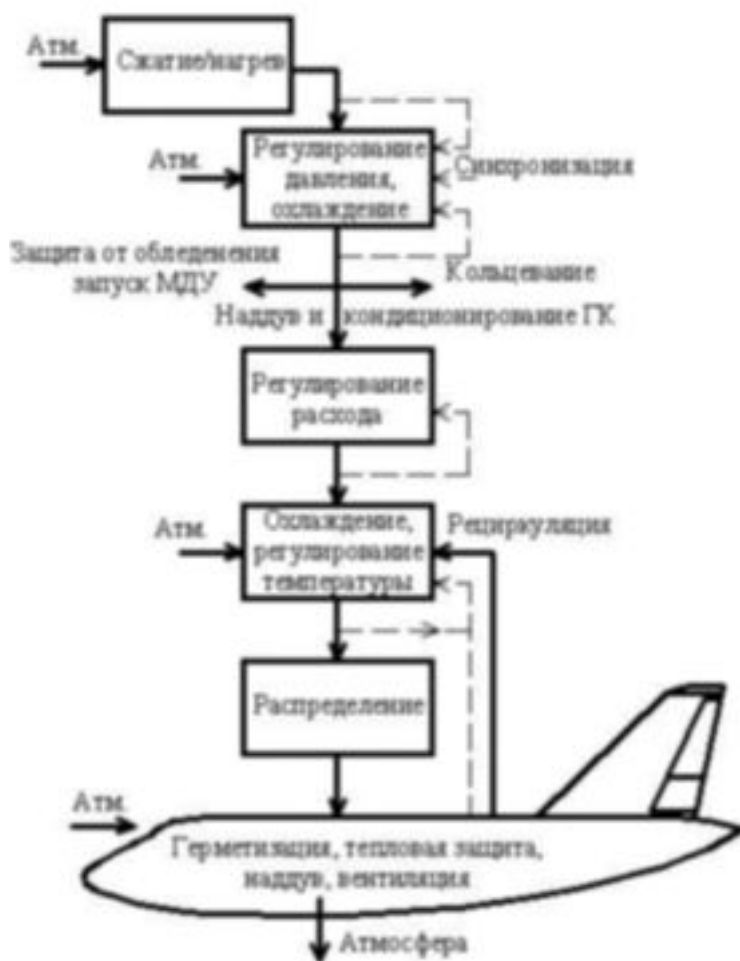 Атм.
Сжатие/нагрев
Атм.
Регулирование
давления,
охлаждение
Синхронизация
Защита от обледенения
запуск МДУ
Кольцевание
Наддув и кондиционирование ГК
Регулирование
расхода
Атм.
Охлаждение,
регулирование
температуры
Рециркуляция
Распределение
Атм.
Герметизация, тепловая защита,
наддув, вентиляция
Атмосфера